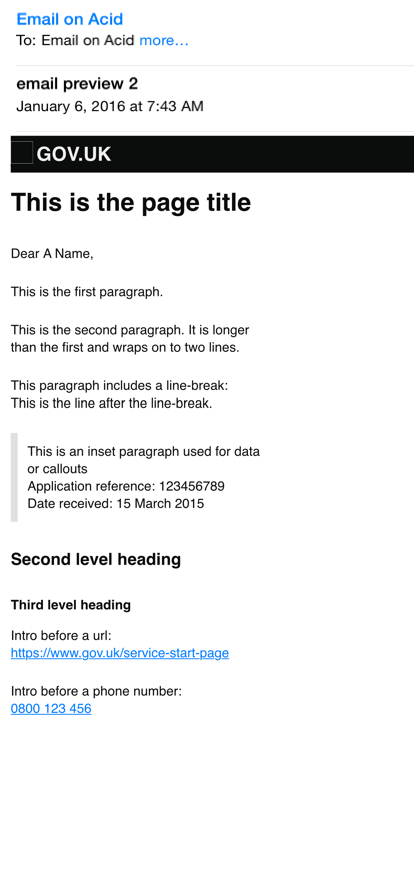 Email on Acid
To: Email on Acid more...
email preview 2
January 6, 2016 at 7:43 AM
GOV.UK
This is the page title
Dear A Name,
This is the first paragraph.
This is the second paragraph. It is longer
than the first and wraps on to two lines.
This paragraph includes a line-break:
This is the line after the line-break.
This is an inset paragraph used for data
or callouts
Application reference: 123456789
Date received: 15 March 2015
Second level heading
Third level heading
Intro before a url:
https://www.gov.uk/service-start-page
Intro before a phone number:
0800 123 456